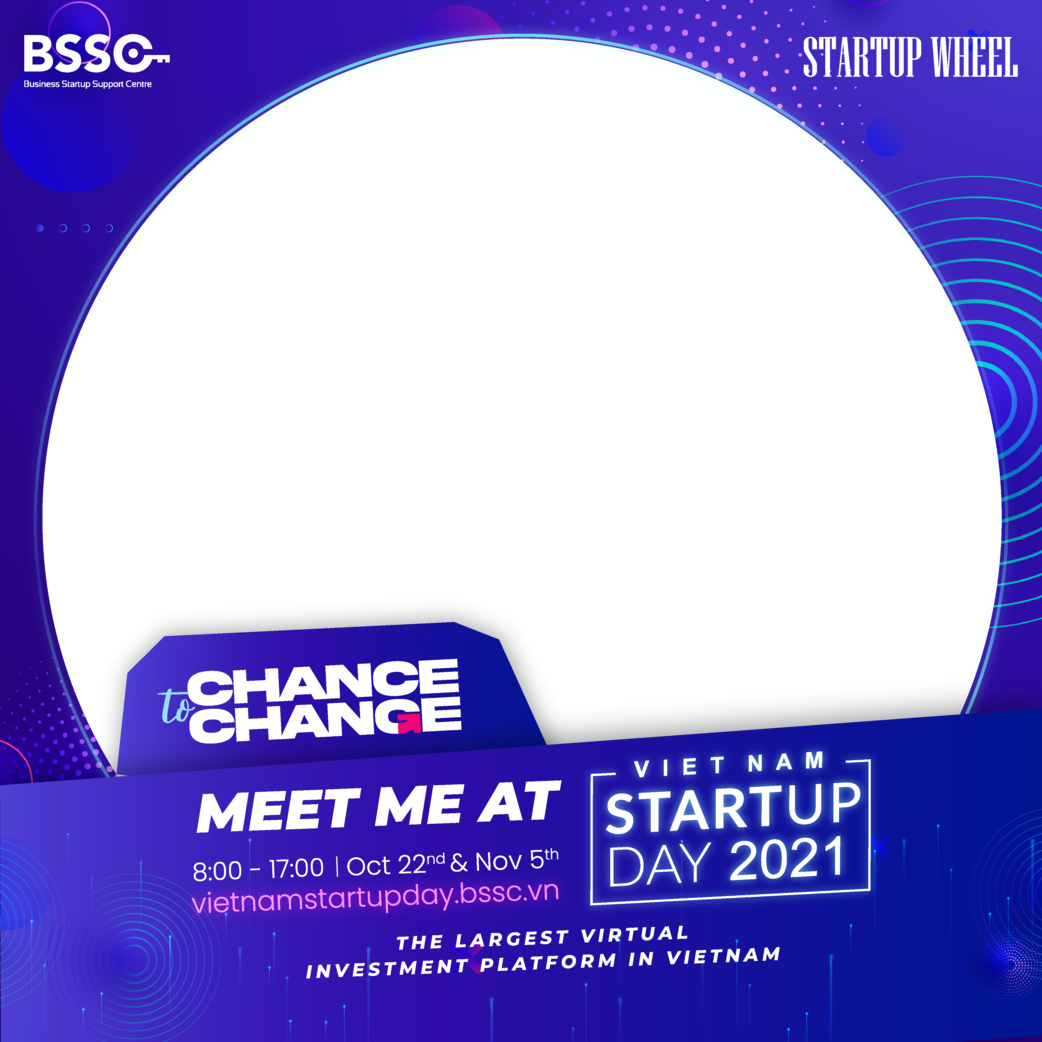 BSSC
Business Startup Support Centre
STARTUP WHEEL
to CHANCE
CHANGE
MEET ME AT
8:00 - 17:00 | Oct 22nd & Nov 5th
vietnamstartupday.bssc.vn
VIET NAM
STARTUP
DAY 2021
THE LARGEST VIRTUAL
INVESTMENT PLATFORM IN VIETNAM